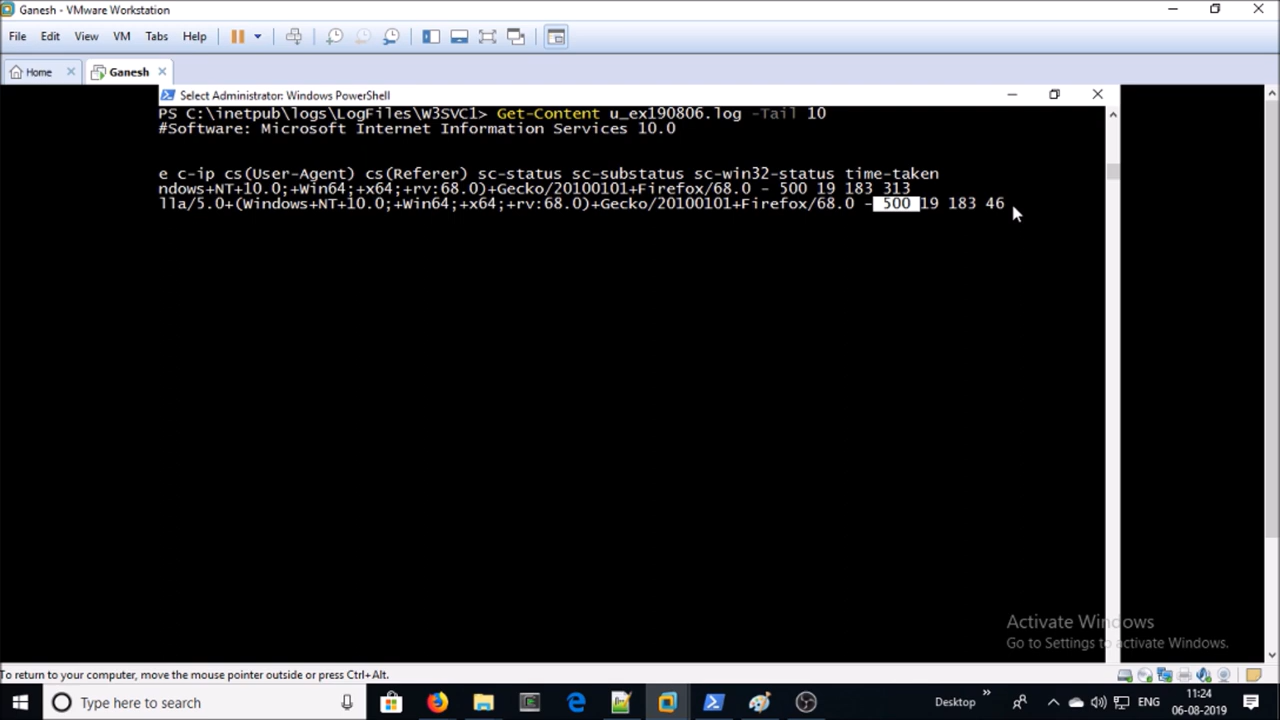 Ganesh - VMware Workstation
File Edit View VM Tabs Help
Home Ganesh
Select Administrator: Windows PowerShell
PS C:\inetpub\logs\LogFiles\W3SVC1> Get-Content u_ex190806.log -Tail 10
#Software: Microsoft Internet Information Services 10.0
e c-ip cs(User-Agent) cs(Referer) sc-status sc-substatus sc-win32-status time-taken
ndows+NT+10.0;+Win64;+x64;+rv:68.0)+Gecko/20100101+Firefox/68.0 - 500 19 183 313
lla/5.0+(Windows+NT+10.0;+Win64;+x64;+rv:68.0)+Gecko/20100101+Firefox/68.0 - 500 19 183 46
Activate Windows
Go to Settings to activate Windows.
To return to your computer, move the mouse pointer outside or press Ctrl+Alt.
Type here to search
Desktop » ENG
11:24
06-08-2019